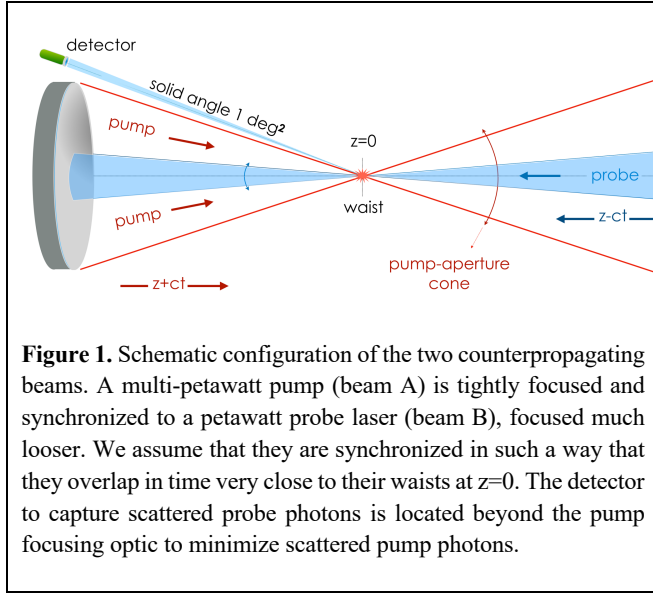 detector
solid angle 1 deg²
pump
z=0
probe
waist
pump
z-ct
pump-aperture
cone
z+ct
Figure 1. Schematic configuration of the two counterpropagating
beams. A multi-petawatt pump (beam A) is tightly focused and
synchronized to a petawatt probe laser (beam B), focused much
looser. We assume that they are synchronized in such a way that
they overlap in time very close to their waists at z=0. The detector
to capture scattered probe photons is located beyond the pump
focusing optic to minimize scattered pump photons.